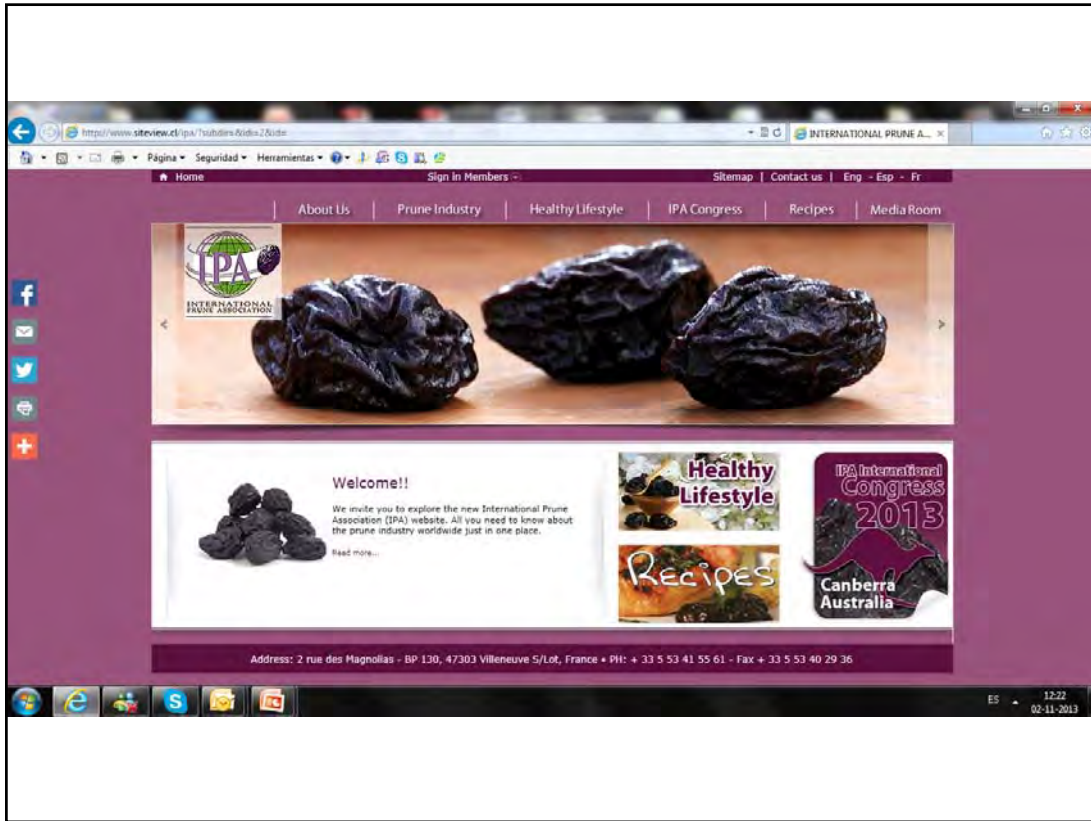 http://www.siteview.cl/ipa/?subdir=&idi=2&id=
INTERNATIONAL PRUNE A...
Página
Seguridad
Herramientas
Home
Sign in Members
Sitemap | Contact us | Eng - Esp - Fr
About Us
Prune Industry
Healthy Lifestyle
IPA Congress
Recipes
Media Room
IPA
INTERNATIONAL
PRUNE ASSOCIATION
Welcome!!
We invite you to explore the new International Prune
Association (IPA) website. All you need to know about
the prune industry worldwide just in one place.
Read more...
Healthy
Lifestyle
Recipes
IPA International
Congress
2013
Canberra
Australia
Address: 2 rue des Magnolias - BP 130, 47303 Villeneuve S/Lot, France • PH: + 33 5 53 41 55 61 - Fax + 33 5 53 40 29 36
ES
12:22
02-11-2013